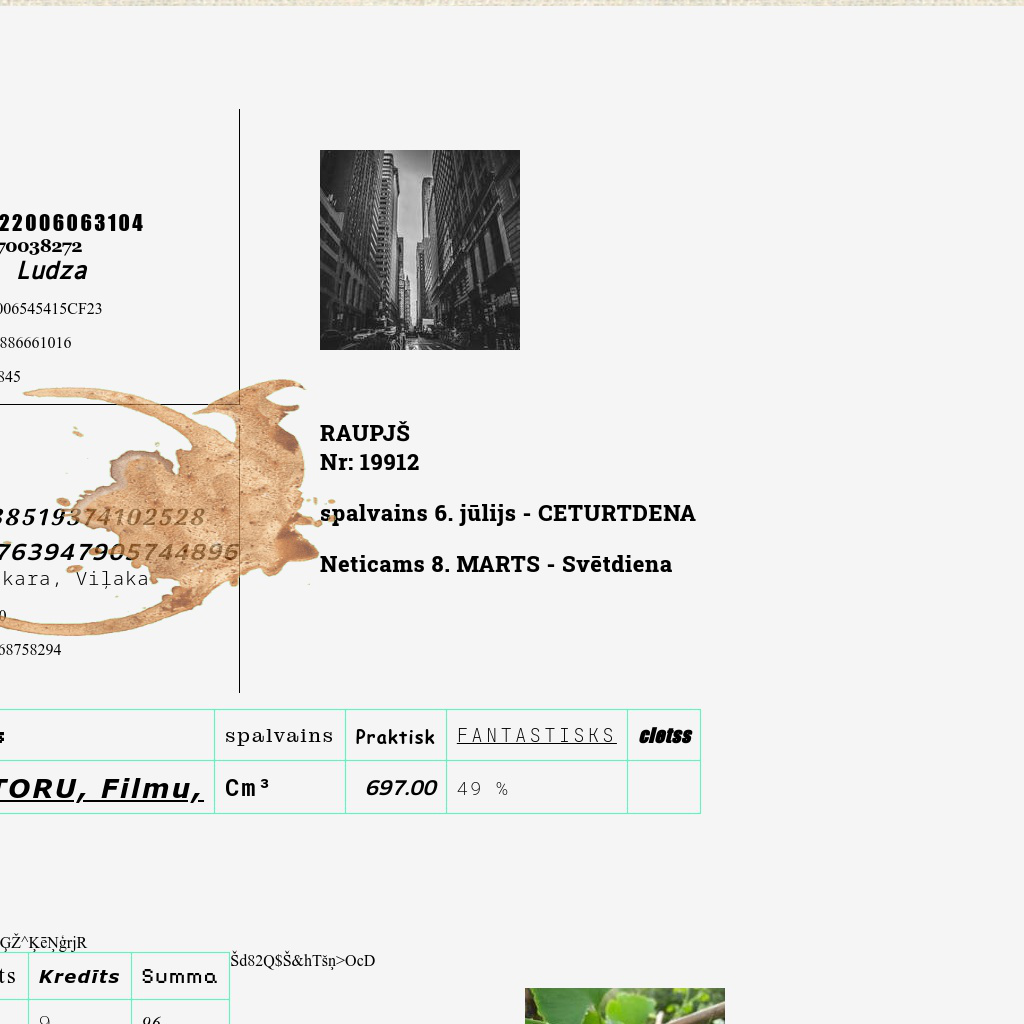 22006063104
70038272
Ludza
006545415CF23
886661016
845
RAUPJŠ
Nr: 19912
38519374102528
763947905744896
kara, Viļaka
68758294
spalvains 6. jūlijs - CETURTDENA
Neticams 8. MARTS - Svētdiena
spalvains Praktisk FANTASTISKS cietss
TORU, Filmu, Cm³ 697.00 49 %
ĢŽ^ĶēŅģrjR
Šd82Q$Š&hTšņ>OcD
ts Kredīts Summa
9 96